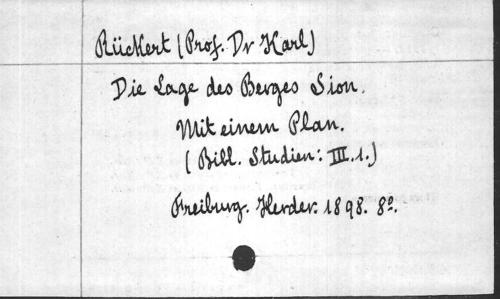 Rückert (Prof. Dr Karl)
Die Lage des Berges Sion.
Mit einem Plan.
(Bibl. Studien: III.1.)
Freiburg. Herder. 1898. 8º.